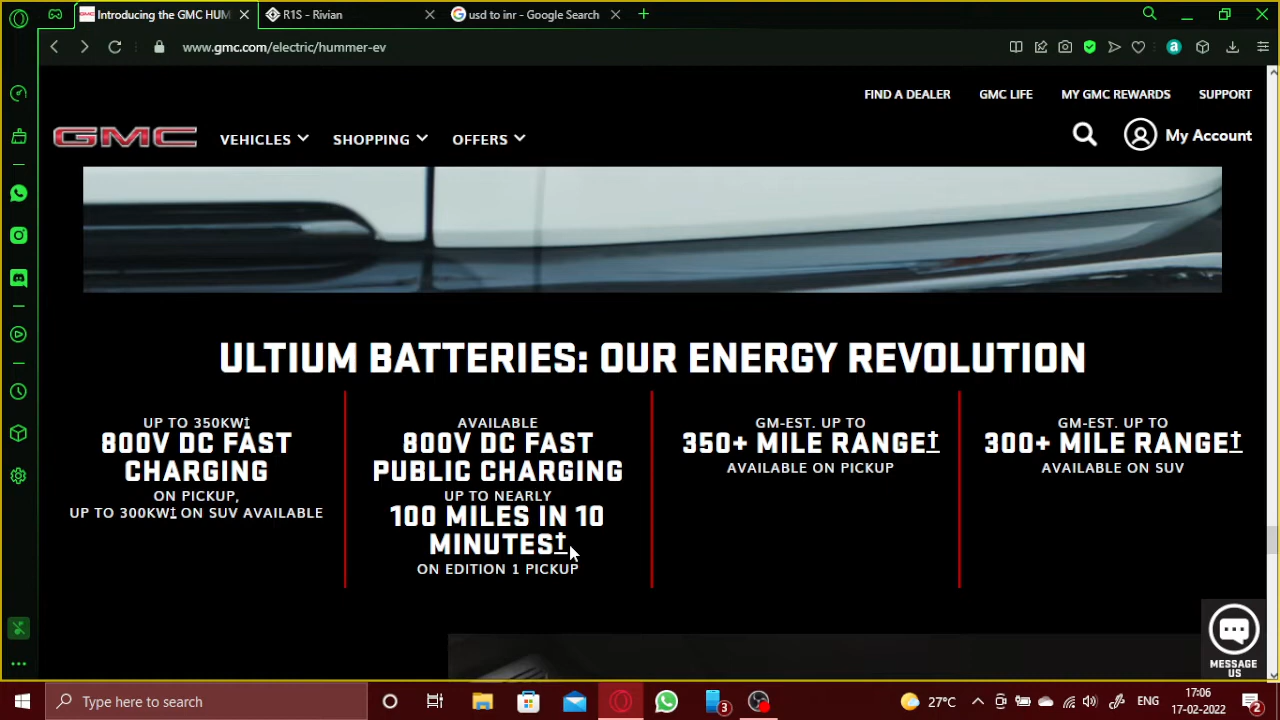 Introducing the GMC HUM
R1S - Rivian
usd to inr - Google Search
www.gmc.com/electric/hummer-ev
a
FIND A DEALER
GMC LIFE
MY GMC REWARDS
SUPPORT
GMC
VEHICLES
SHOPPING
OFFERS
My Account
ULTIUM BATTERIES: OUR ENERGY REVOLUTION
UP TO 350KW‡
800V DC FAST
CHARGING
ON PICKUP,
UP TO 300KW‡ ON SUV AVAILABLE
AVAILABLE
800V DC FAST
PUBLIC CHARGING
UP TO NEARLY
100 MILES IN 10
MINUTES†
ON EDITION 1 PICKUP
GM-EST. UP TO
350+ MILE RANGE†
AVAILABLE ON PICKUP
GM-EST. UP TO
300+ MILE RANGE†
AVAILABLE ON SUV
MESSAGE
US
Type here to search
3
27°C
ENG
17:06
17-02-2022
2